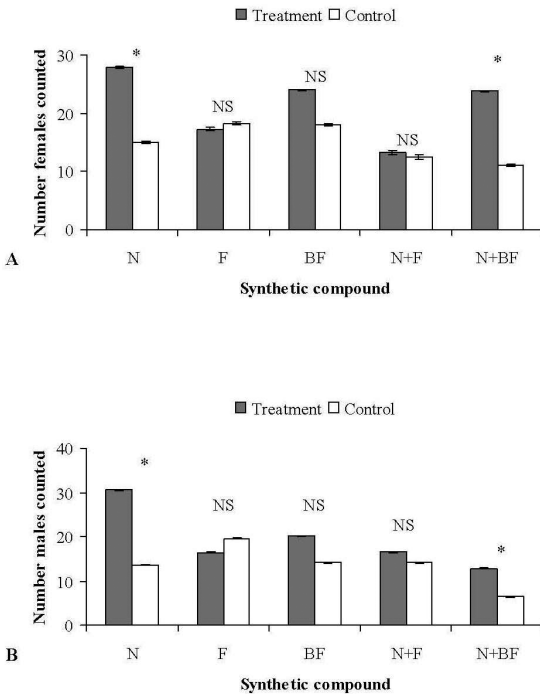 Treatment Control
Number females counted
30
20
10
0
*
NS
NS
NS
*
N F BF N+F N+BF
A
Synthetic compound
Treatment Control
Number males counted
40
30
20
10
0
*
NS
NS
NS
*
N F BF N+F N+BF
B
Synthetic compound